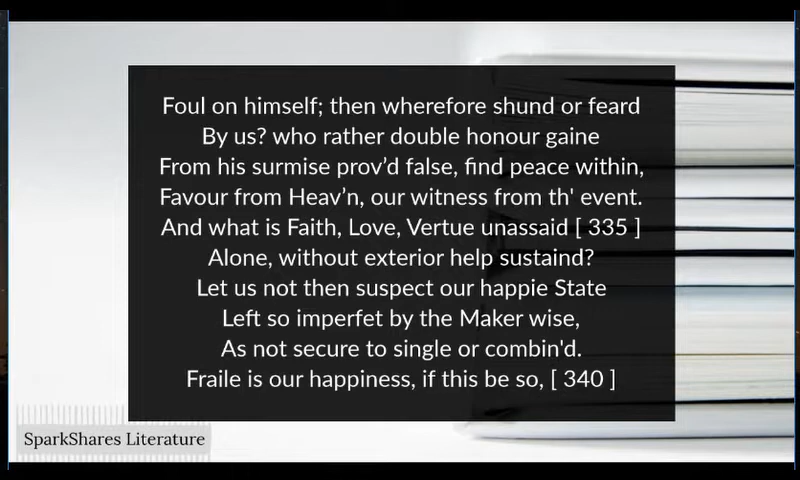 Foul on himself; then wherefore shund or feard
By us? who rather double honour gaine
From his surmise prov’d false, find peace within,
Favour from Heav’n, our witness from th' event.
And what is Faith, Love, Vertue unassaid [ 335 ]
Alone, without exterior help sustaind?
Let us not then suspect our happie State
Left so imperfet by the Maker wise,
As not secure to single or combin'd.
Fraile is our happiness, if this be so, [ 340 ]
SparkShares Literature